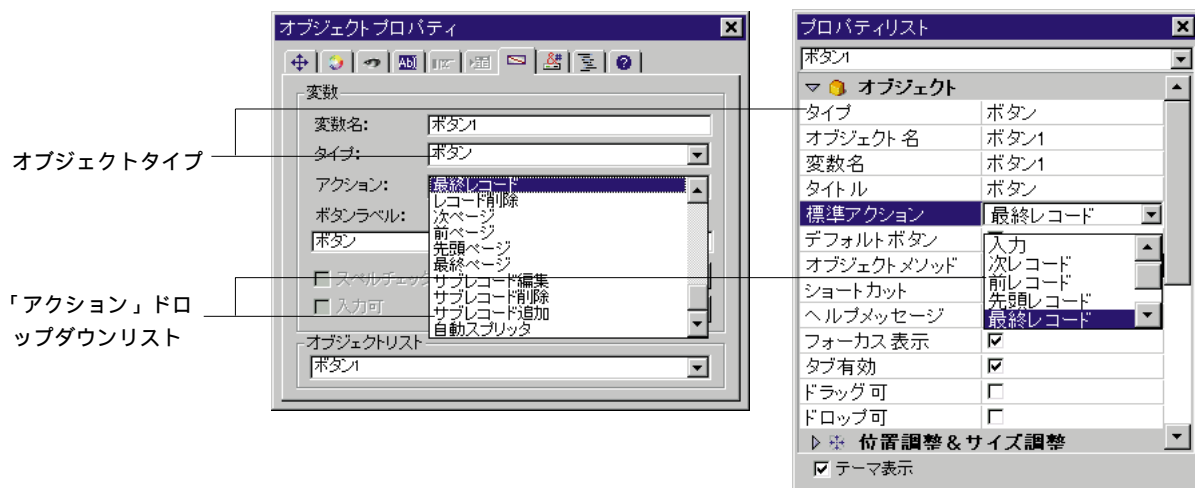 オブジェクトタイプ
「アクション」ドロ
ップダウンリスト
オブジェクトプロパティ
変数
変数名:
ボタン1
タイプ:
ボタン
アクション:
最終レコード
レコード削除
次ページ
前ページ
先頭ページ
最終ページ
サブレコード編集
サブレコード削除
サブレコード追加
自動スプリッタ
ボタンラベル:
ボタン
スペルチェック
入力可
オブジェクトリスト
ボタン1
プロパティリスト
ボタン1
オブジェクト
タイプ ボタン
オブジェクト名 ボタン1
変数名 ボタン1
タイトル ボタン
標準アクション 最終レコード
デフォルトボタン
オブジェクトメソッド
ショートカット
ヘルプメッセージ
入力
次レコード
前レコード
先頭レコード
最終レコード
フォーカス表示
タブ有効
ドラッグ可
ドロップ可
位置調整&サイズ調整
テーマ表示